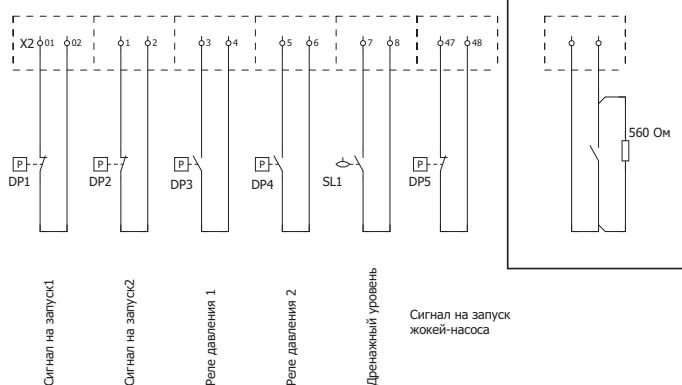 X2 01 02 1 2 3 4 5 6 7 8 47 48
560 Ом
P P P P P
DP1 DP2 DP3 DP4 SL1 DP5
Сигнал на запуск1
Сигнал на запуск2
Реле давления 1
Реле давления 2
Дренажный уровень
Сигнал на запуск
жокей-насоса